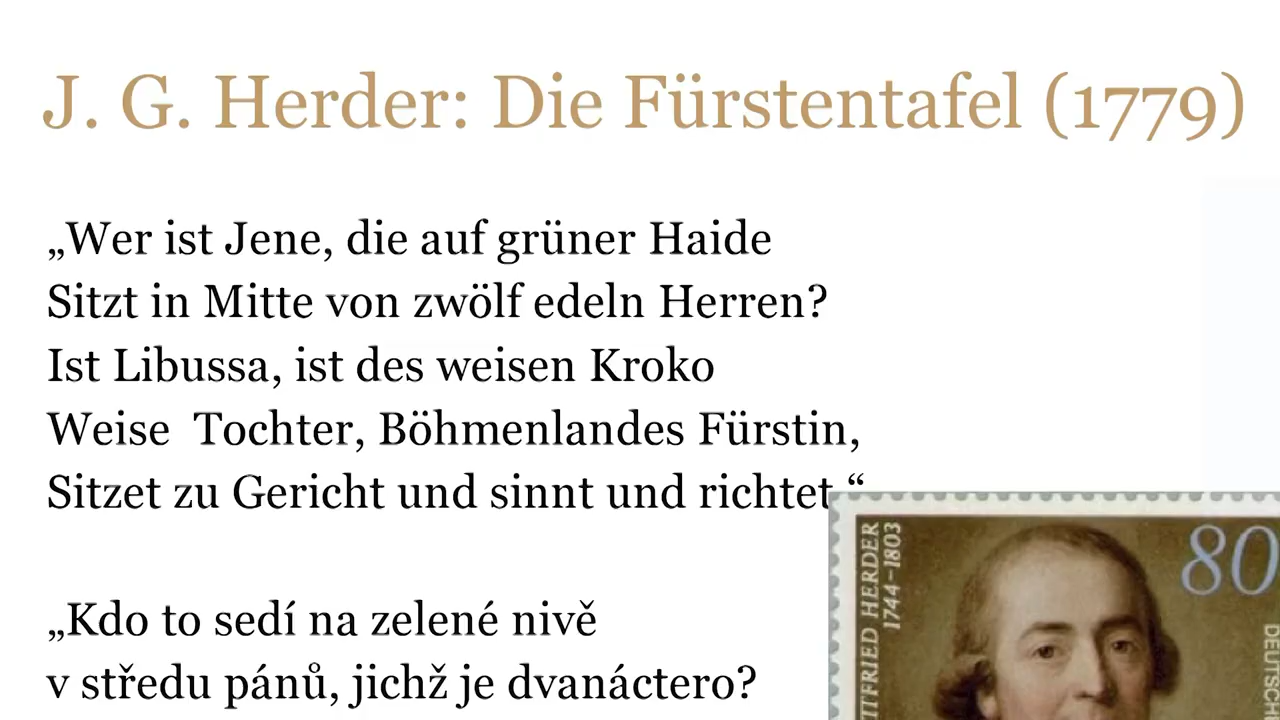 J. G. Herder: Die Fürstentafel (1779)
„Wer ist Jene, die auf grüner Haide
Sitzt in Mitte von zwölf edeln Herren?
Ist Libussa, ist des weisen Kroko
Weise Tochter, Böhmenlandes Fürstin,
Sitzet zu Gericht und sinnt und richtet.“
„Kdo to sedí na zelené nivě
v středu pánů, jichž je dvanáctero?
TTFRIED HERDER
1744–1803
80
DEUTSCH